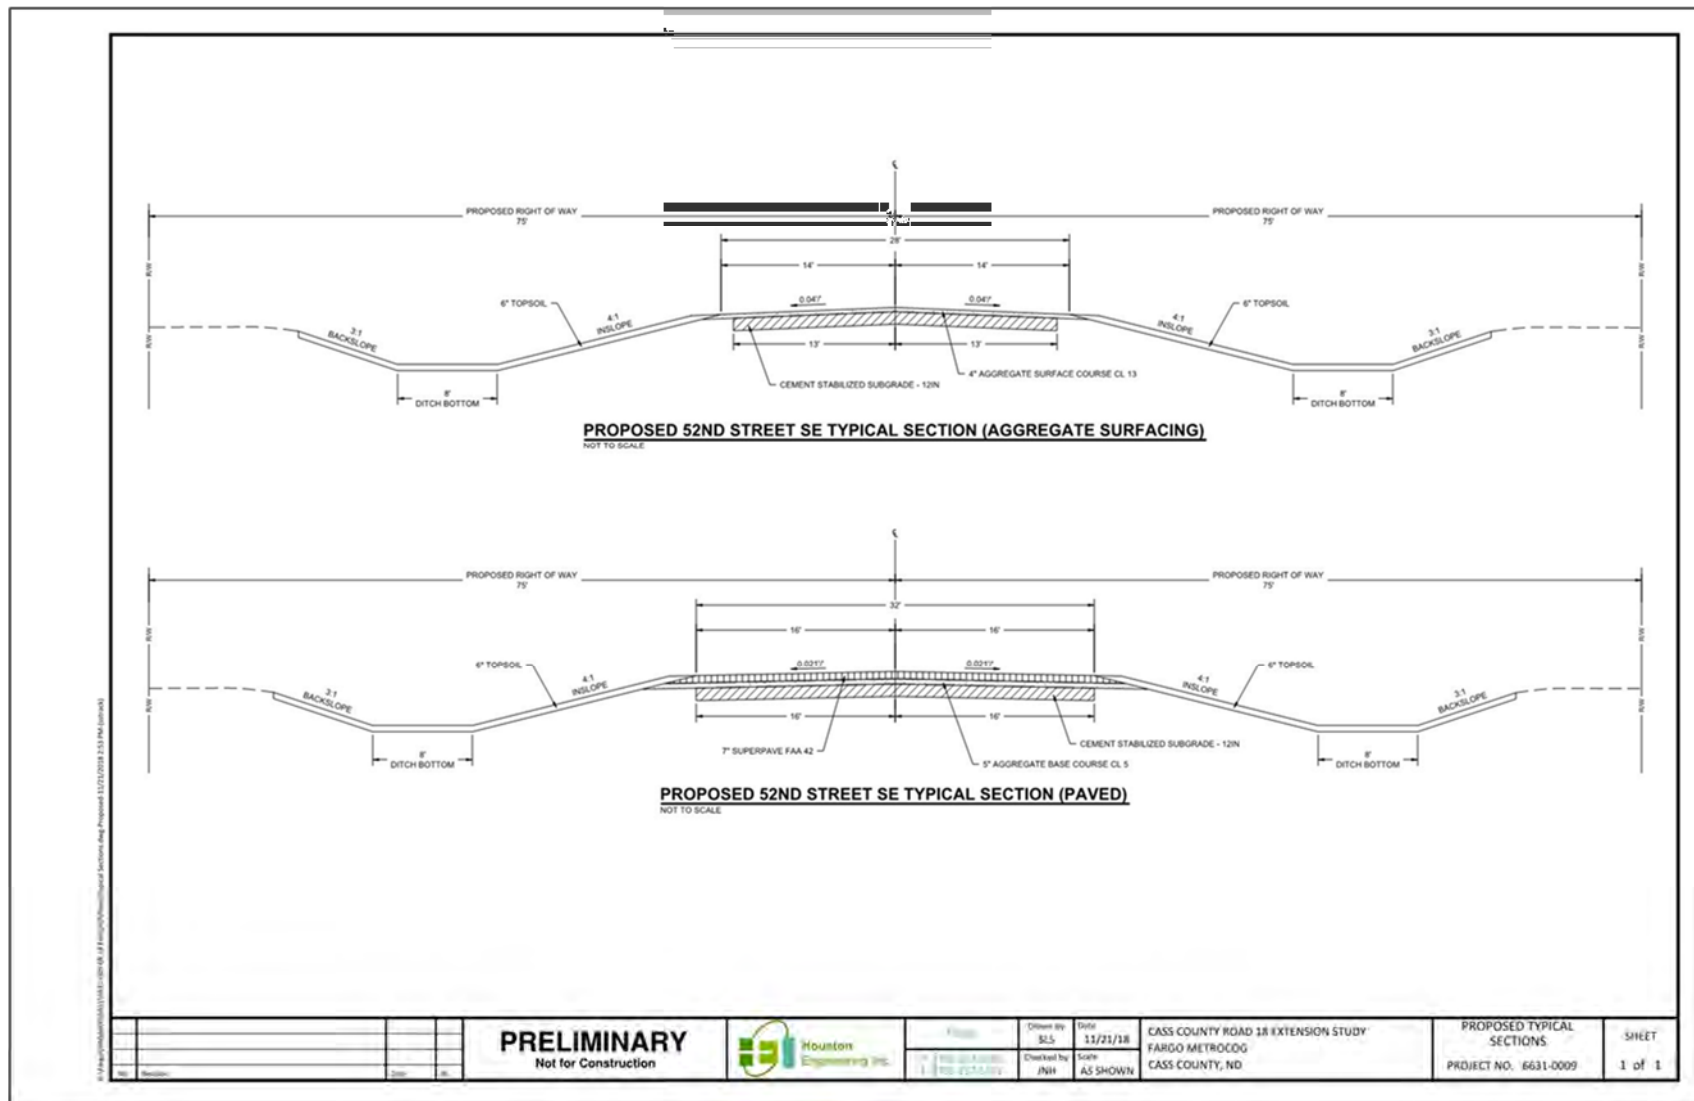 ℄
PROPOSED RIGHT OF WAY
75'
PROPOSED RIGHT OF WAY
75'
28'
14'
14'
R/W
R/W
6" TOPSOIL
0.04'/'
0.04'/'
6" TOPSOIL
3:1
BACKSLOPE
4:1
INSLOPE
4:1
INSLOPE
3:1
BACKSLOPE
R/W
R/W
13'
13'
4" AGGREGATE SURFACE COURSE CL 13
CEMENT STABILIZED SUBGRADE - 12IN
8'
DITCH BOTTOM
8'
DITCH BOTTOM
PROPOSED 52ND STREET SE TYPICAL SECTION (AGGREGATE SURFACING)
NOT TO SCALE
℄
PROPOSED RIGHT OF WAY
75'
PROPOSED RIGHT OF WAY
75'
32'
16'
16'
R/W
R/W
6" TOPSOIL
0.021'/'
0.021'/'
6" TOPSOIL
3:1
BACKSLOPE
4:1
INSLOPE
4:1
INSLOPE
3:1
BACKSLOPE
R/W
R/W
16'
16'
7" SUPERPAVE FAA 42
CEMENT STABILIZED SUBGRADE - 12IN
5" AGGREGATE BASE COURSE CL 5
8'
DITCH BOTTOM
8'
DITCH BOTTOM
PROPOSED 52ND STREET SE TYPICAL SECTION (PAVED)
NOT TO SCALE
No.
Revision
Date
PRELIMINARY
Not for Construction
Houston
Engineering Inc.
Drawn by
SLS
Date
11/21/18
Checked by
JNH
Scale
AS SHOWN
CASS COUNTY ROAD 18 EXTENSION STUDY
FARGO METROCOG
CASS COUNTY, ND
PROPOSED TYPICAL
SECTIONS
PROJECT NO. 6631-0009
SHEET
1 of 1